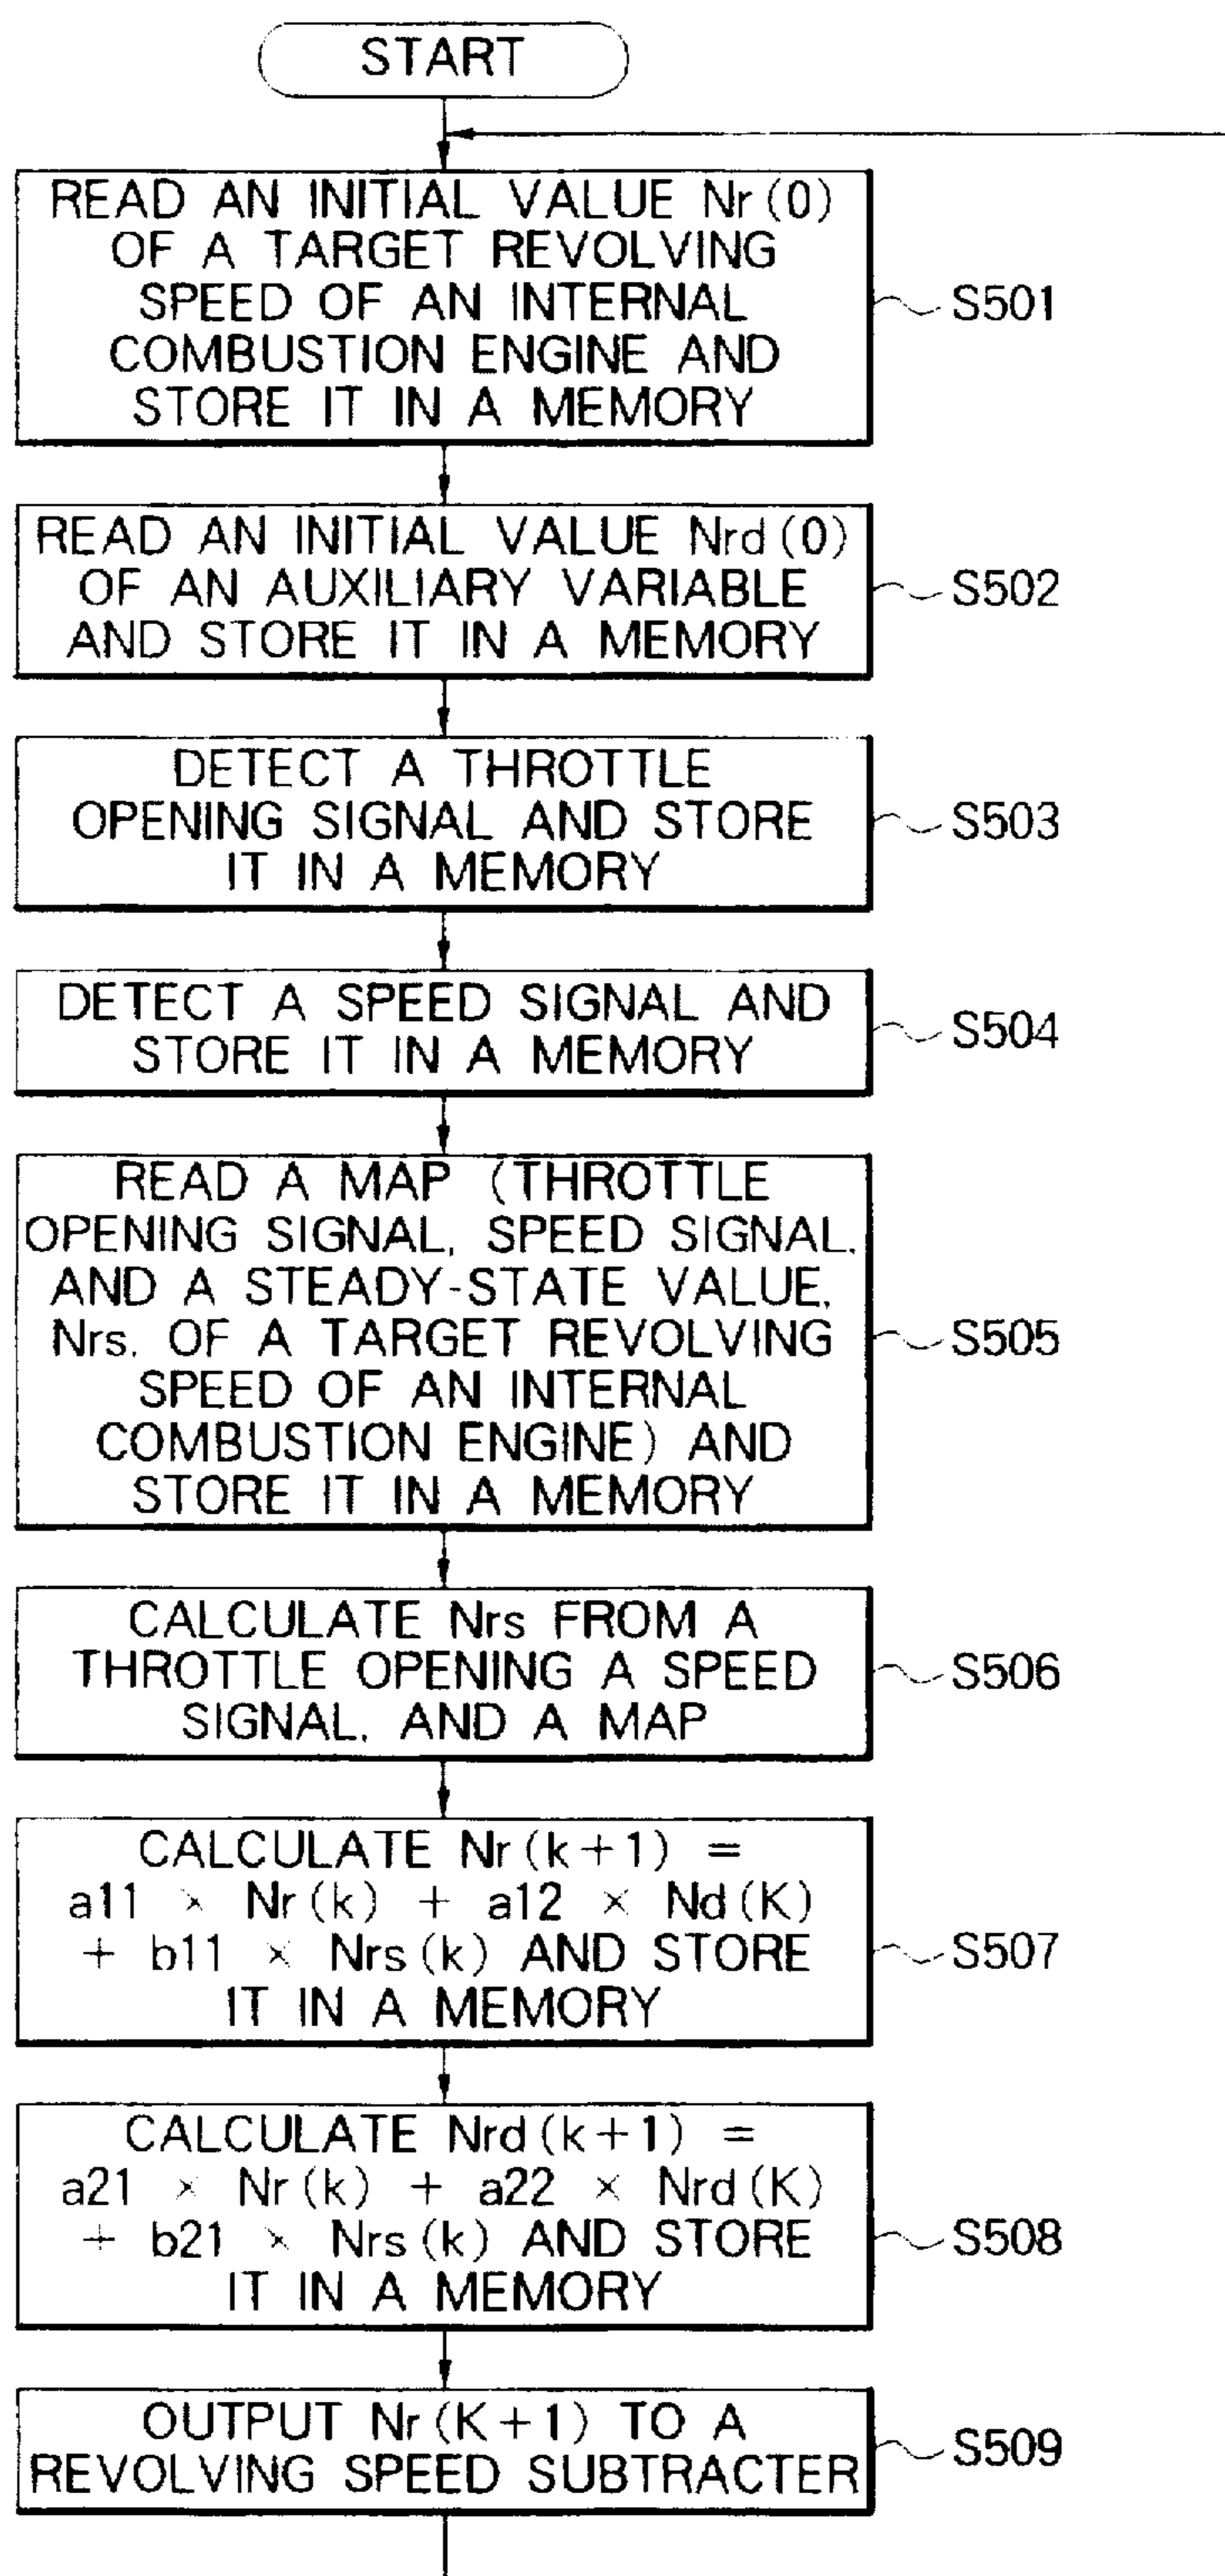 START
READ AN INITIAL VALUE Nr(0)
OF A TARGET REVOLVING
SPEED OF AN INTERNAL
COMBUSTION ENGINE AND
STORE IT IN A MEMORY
S501
READ AN INITIAL VALUE Nrd(0)
OF AN AUXILIARY VARIABLE
AND STORE IT IN A MEMORY
S502
DETECT A THROTTLE
OPENING SIGNAL AND STORE
IT IN A MEMORY
S503
DETECT A SPEED SIGNAL AND
STORE IT IN A MEMORY
S504
READ A MAP (THROTTLE
OPENING SIGNAL, SPEED SIGNAL,
AND A STEADY-STATE VALUE,
Nrs, OF A TARGET REVOLVING
SPEED OF AN INTERNAL
COMBUSTION ENGINE) AND
STORE IT IN A MEMORY
S505
CALCULATE Nrs FROM A
THROTTLE OPENING A SPEED
SIGNAL, AND A MAP
S506
CALCULATE Nr(k+1) =
a11 × Nr(k) + a12 × Nd(K)
+ b11 × Nrs(k) AND STORE
IT IN A MEMORY
S507
CALCULATE Nrd(k+1) =
a21 × Nr(k) + a22 × Nrd(K)
+ b21 × Nrs(k) AND STORE
IT IN A MEMORY
S508
OUTPUT Nr(K+1) TO A
REVOLVING SPEED SUBTRACTER
S509